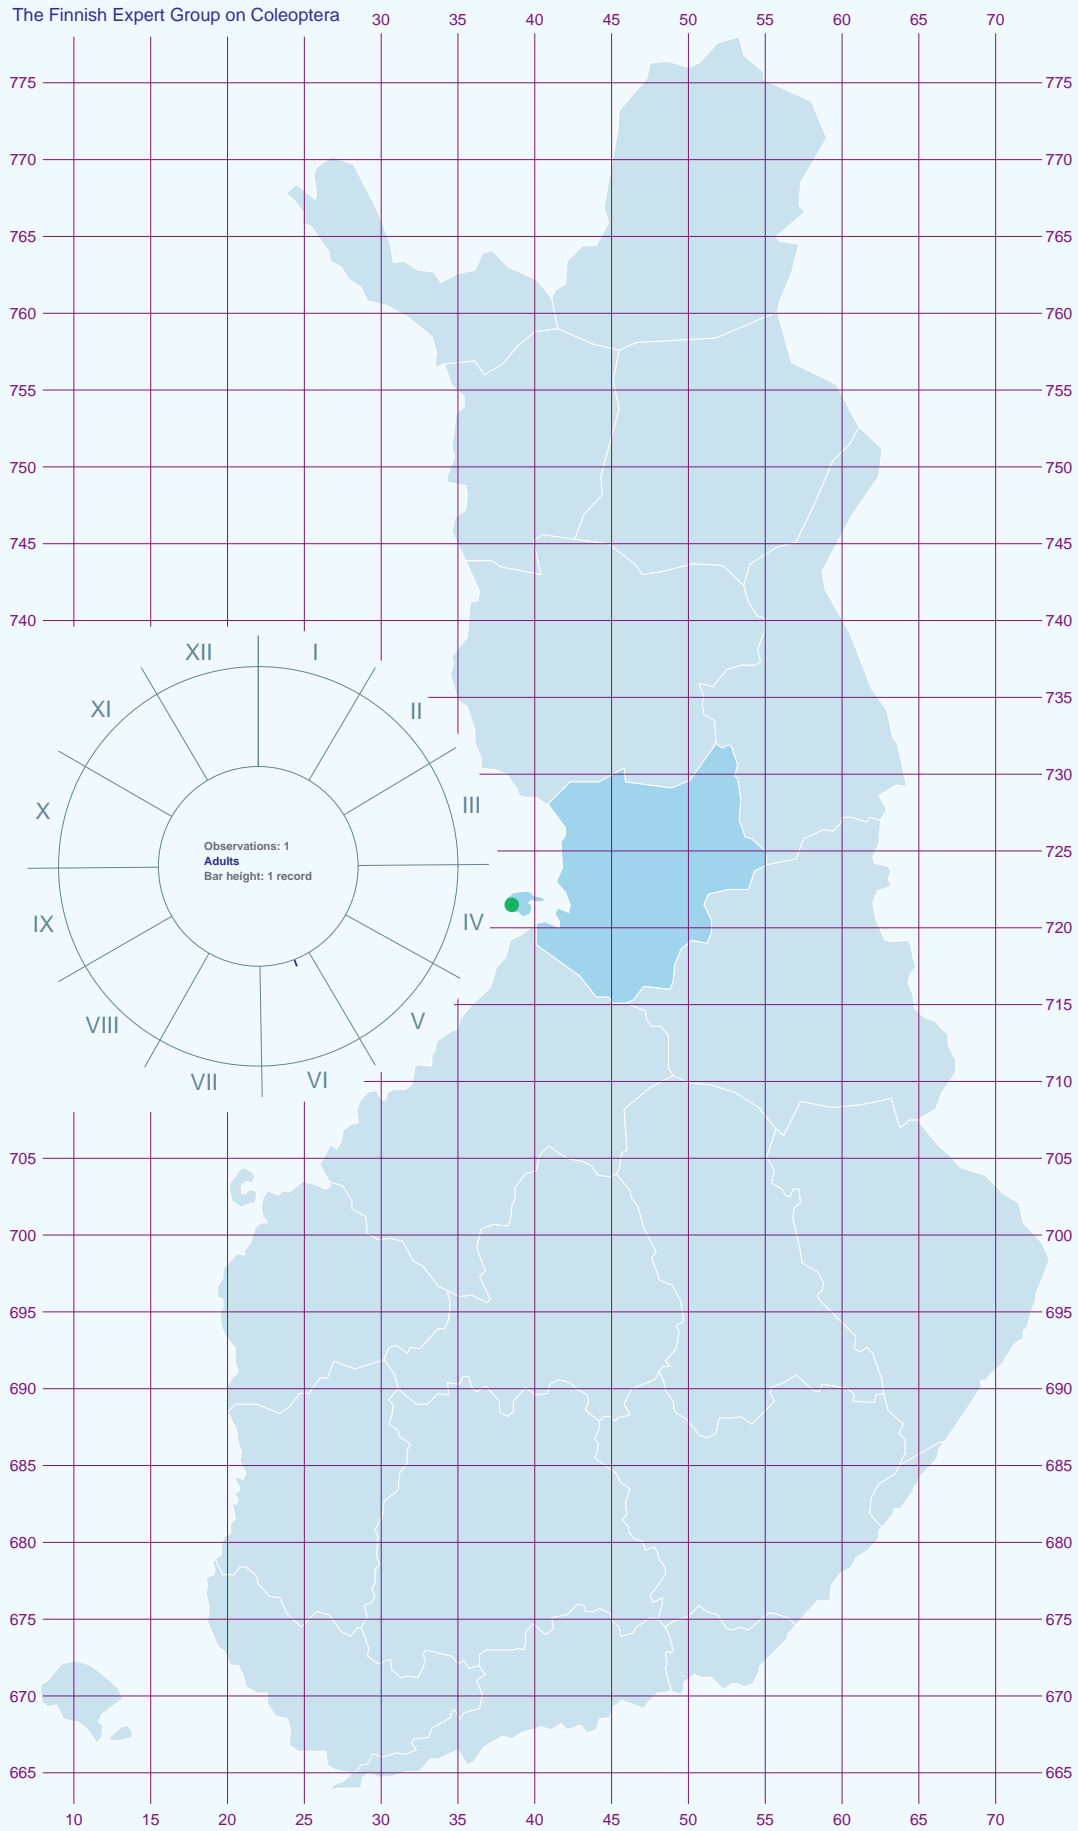 The Finnish Expert Group on Coleoptera
30 35 40 45 50 55 60 65 70
775 775
770 770
765 765
760 760
755 755
750 750
745 745
740 740
XII I
XI II
735
730
X III
725
Observations: 1
Adults
Bar height: 1 record
IX IV
720
VIII V
715
VII VI
710
705 705
700 700
695 695
690 690
685 685
680 680
675 675
670 670
665 665
10 15 20 25 30 35 40 45 50 55 60 65 70